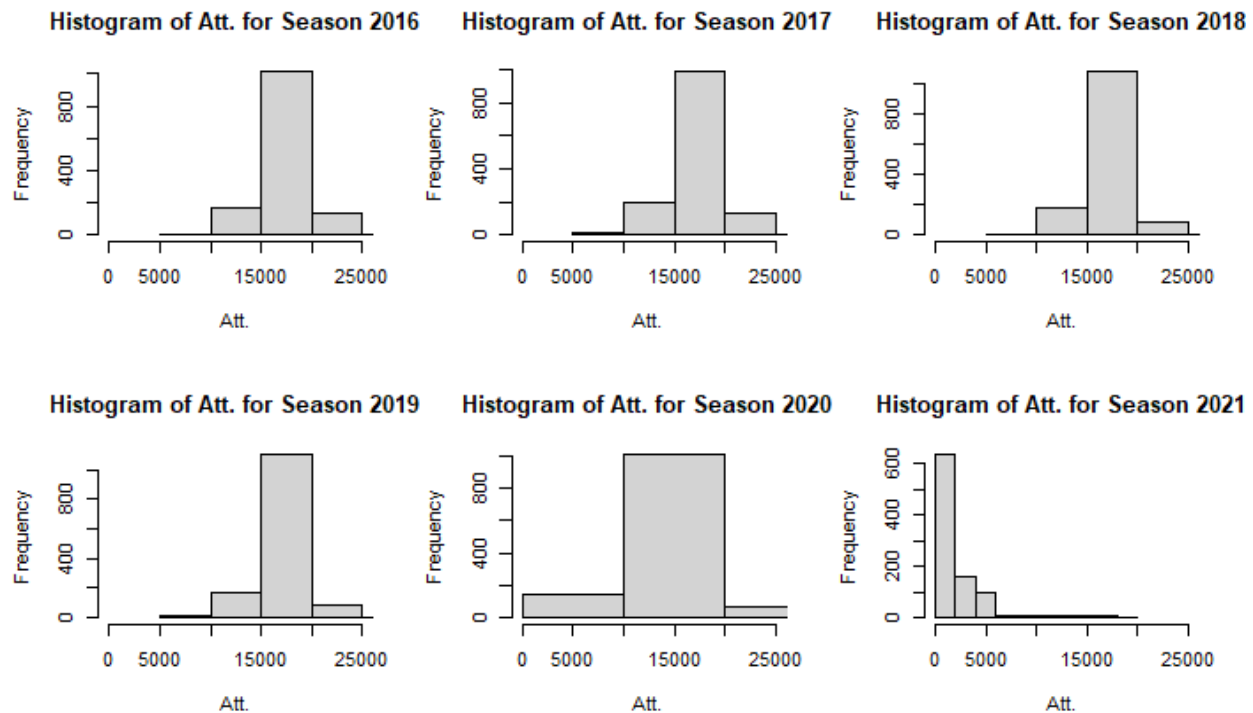 Histogram of Att. for Season 2016
Frequency
0 400 800
0 5000 15000 25000
Att.
Histogram of Att. for Season 2017
Frequency
0 400 800
0 5000 15000 25000
Att.
Histogram of Att. for Season 2018
Frequency
0 400 800
0 5000 15000 25000
Att.
Histogram of Att. for Season 2019
Frequency
0 400 800
0 5000 15000 25000
Att.
Histogram of Att. for Season 2020
Frequency
0 400 800
0 5000 15000 25000
Att.
Histogram of Att. for Season 2021
Frequency
0 200 400 600
0 5000 15000 25000
Att.